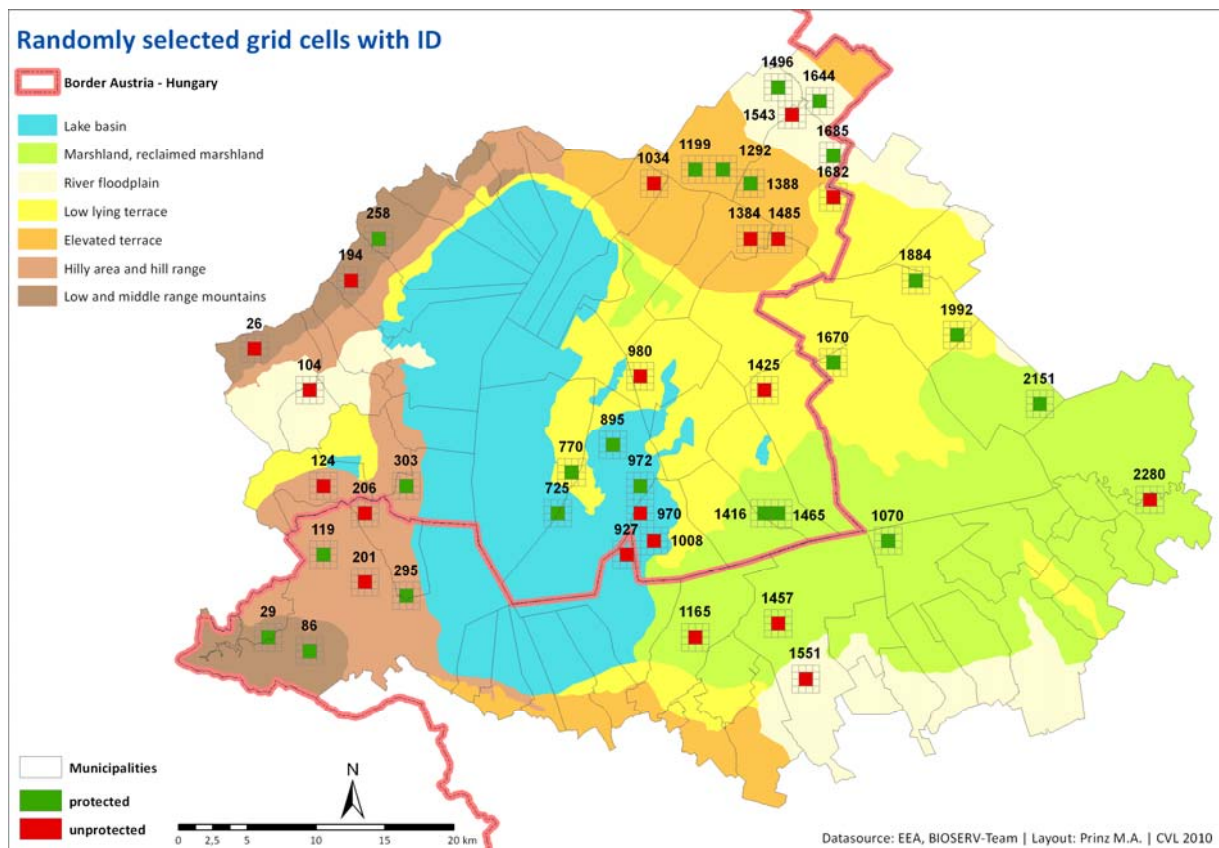 Randomly selected grid cells with ID
Border Austria - Hungary
Lake basin
Marshland, reclaimed marshland
River floodplain
Low lying terrace
Elevated terrace
Hilly area and hill range
Low and middle range mountains
1496
1644
1543
1685
1199
1292
1034
1388
1682
258
1384
1485
194
1884
26
1992
104
980
1425
1670
2151
895
770
124
303
972
2280
206
725
970
1416
1465
119
927
1008
1070
201
295
29
86
1165
1457
1551
Municipalities
protected
unprotected
N
0 2,5 5 10 15 20 km
Datasource: EEA, BIOSERV-Team | Layout: Prinz M.A. | CVL 2010